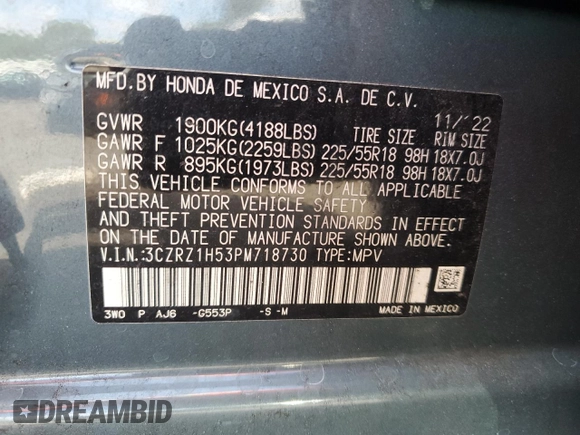 MFD.BY HONDA DE MEXICO S.A. DE C.V.
11/22
GVWR 1900KG(4188LBS) TIRE SIZE RIM SIZE
GAWR F 1025KG(2259LBS) 225/55R18 98H 18X7.0J
GAWR R 895KG(1973LBS) 225/55R18 98H 18X7.0J
THIS VEHICLE CONFORMS TO ALL APPLICABLE
FEDERAL MOTOR VEHICLE SAFETY
AND THEFT PREVENTION STANDARDS IN EFFECT
ON THE DATE OF MANUFACTURE SHOWN ABOVE.
V.I.N.:3CZRZ1H53PM718730 TYPE:MPV
3WO P AJ6 -G553P -S -M MADE IN MEXICO
DREAMBID